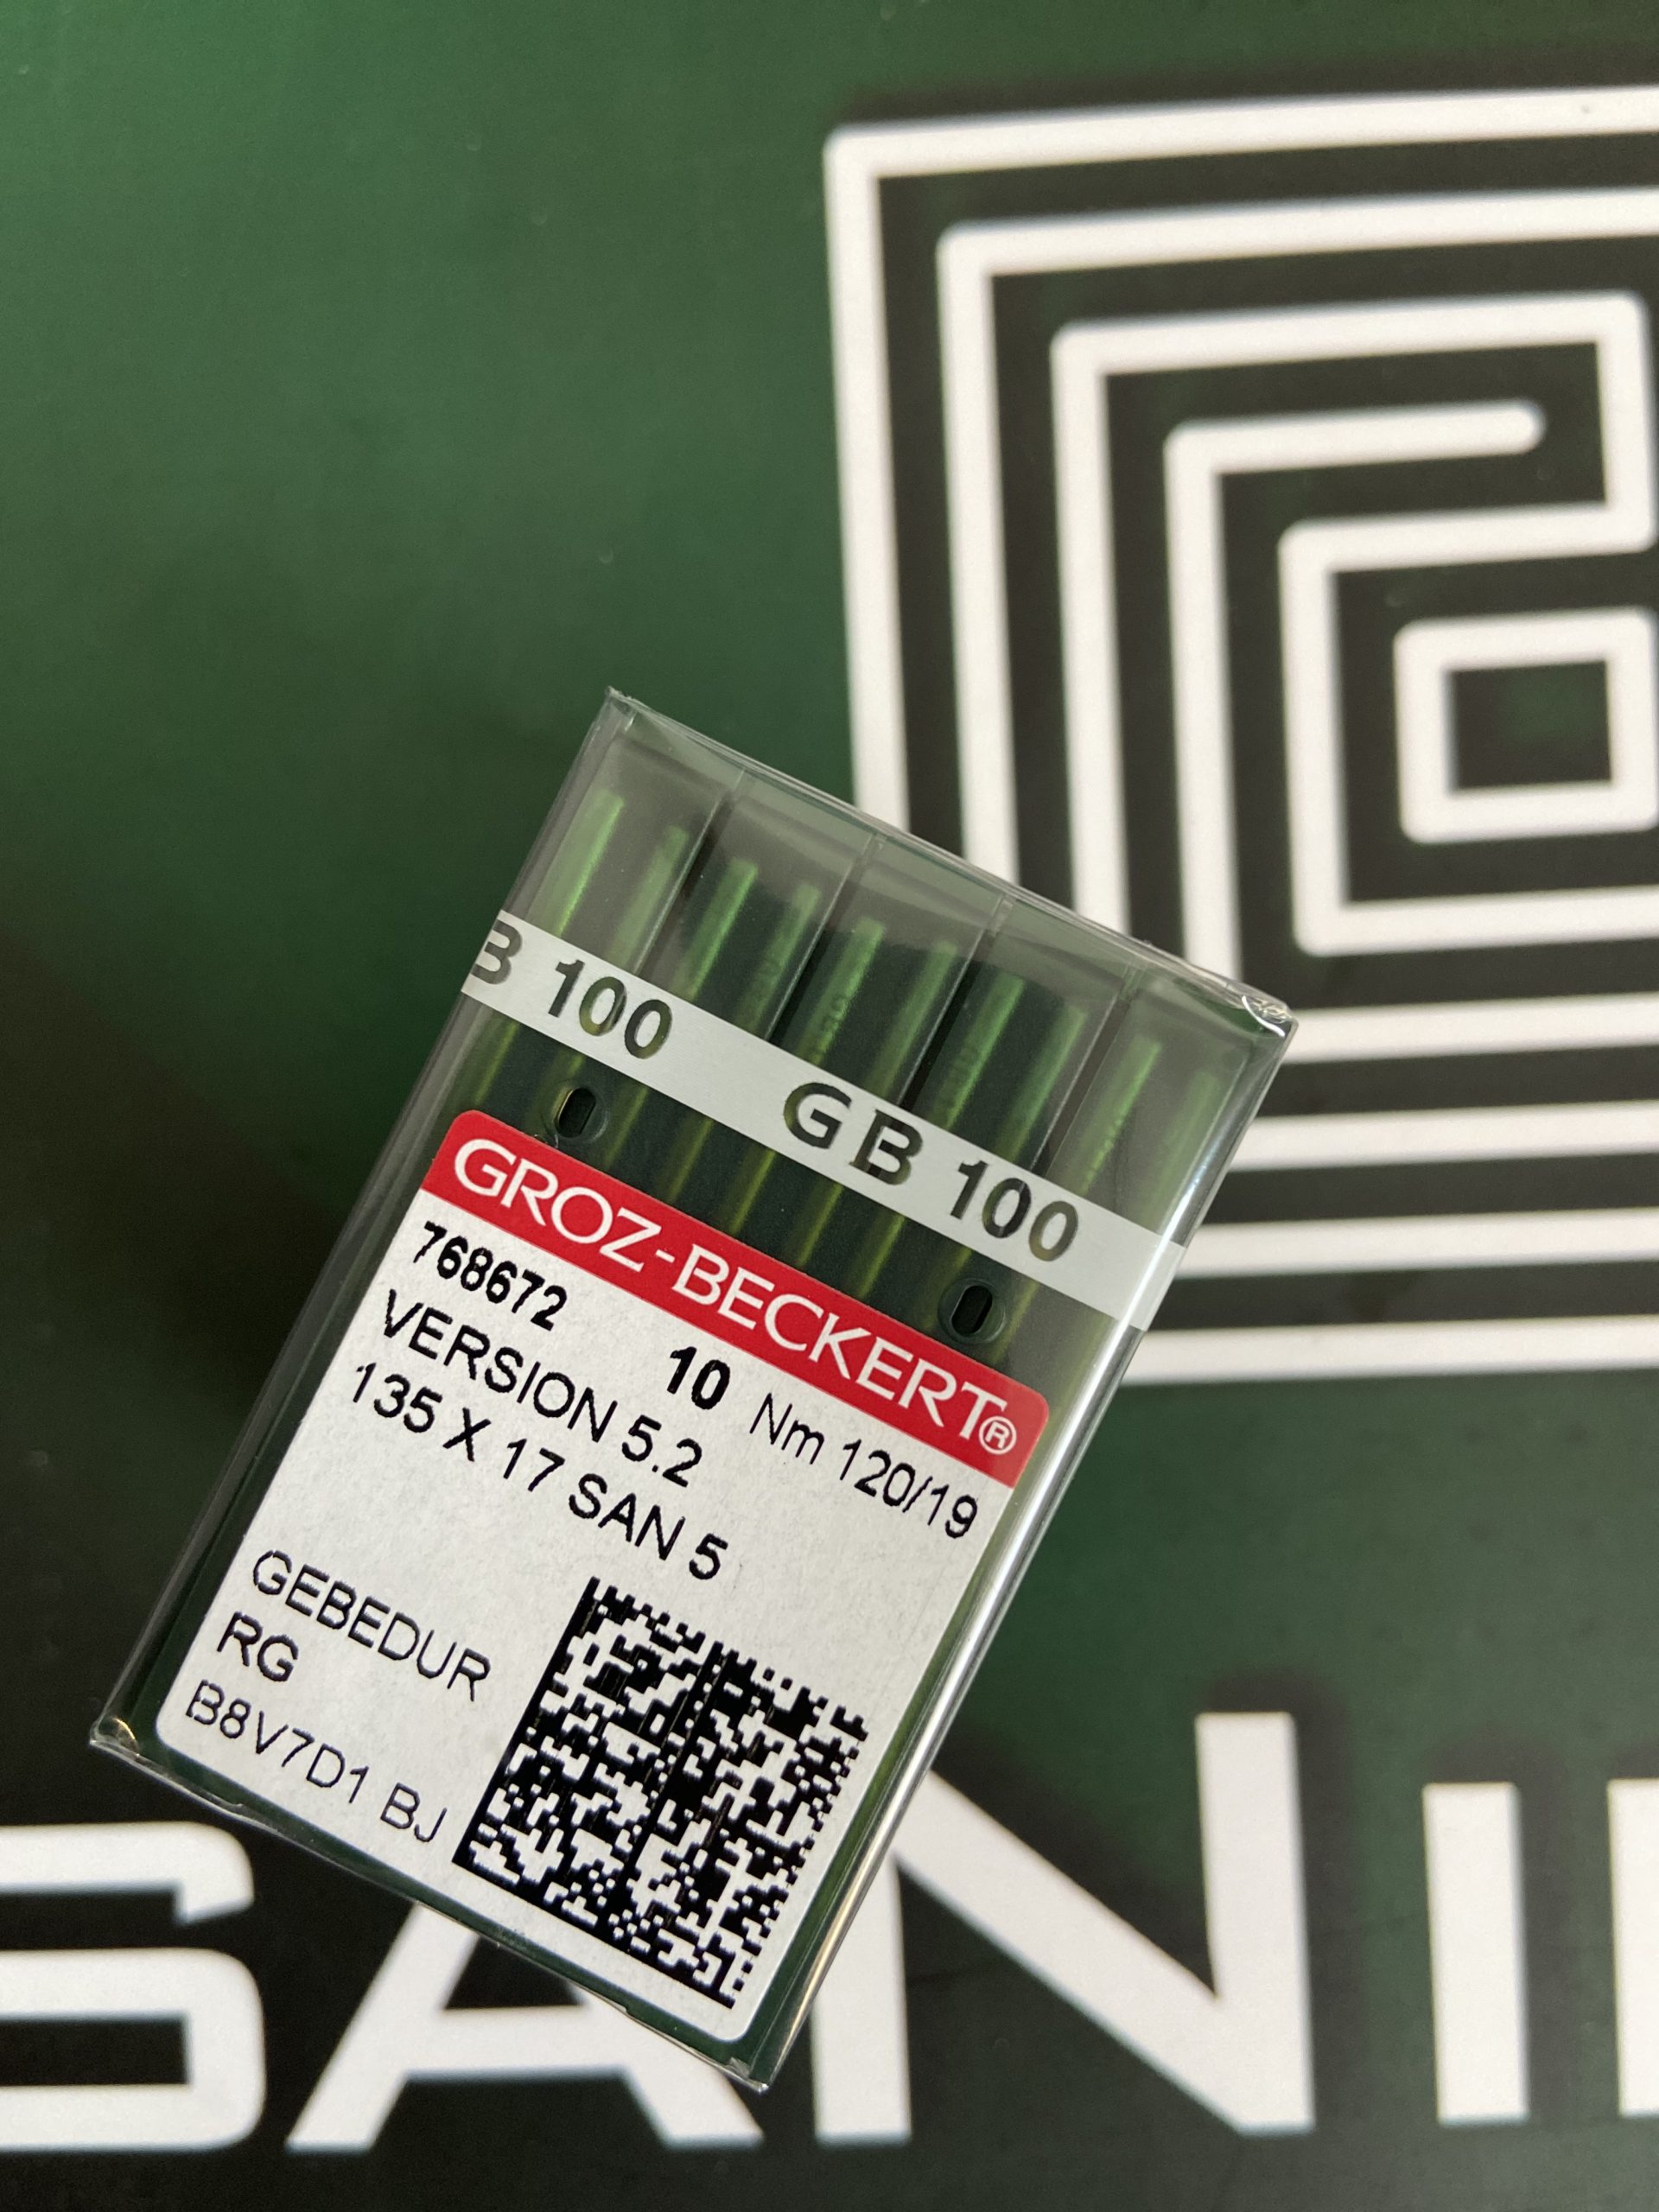 B 100 GB 100
GROZ-BECKERT®
768672
10 Nm 120/19
VERSION 5.2
135 X 17 SAN 5
GEBEDUR
RG
B8V7D1 BJ
SANI